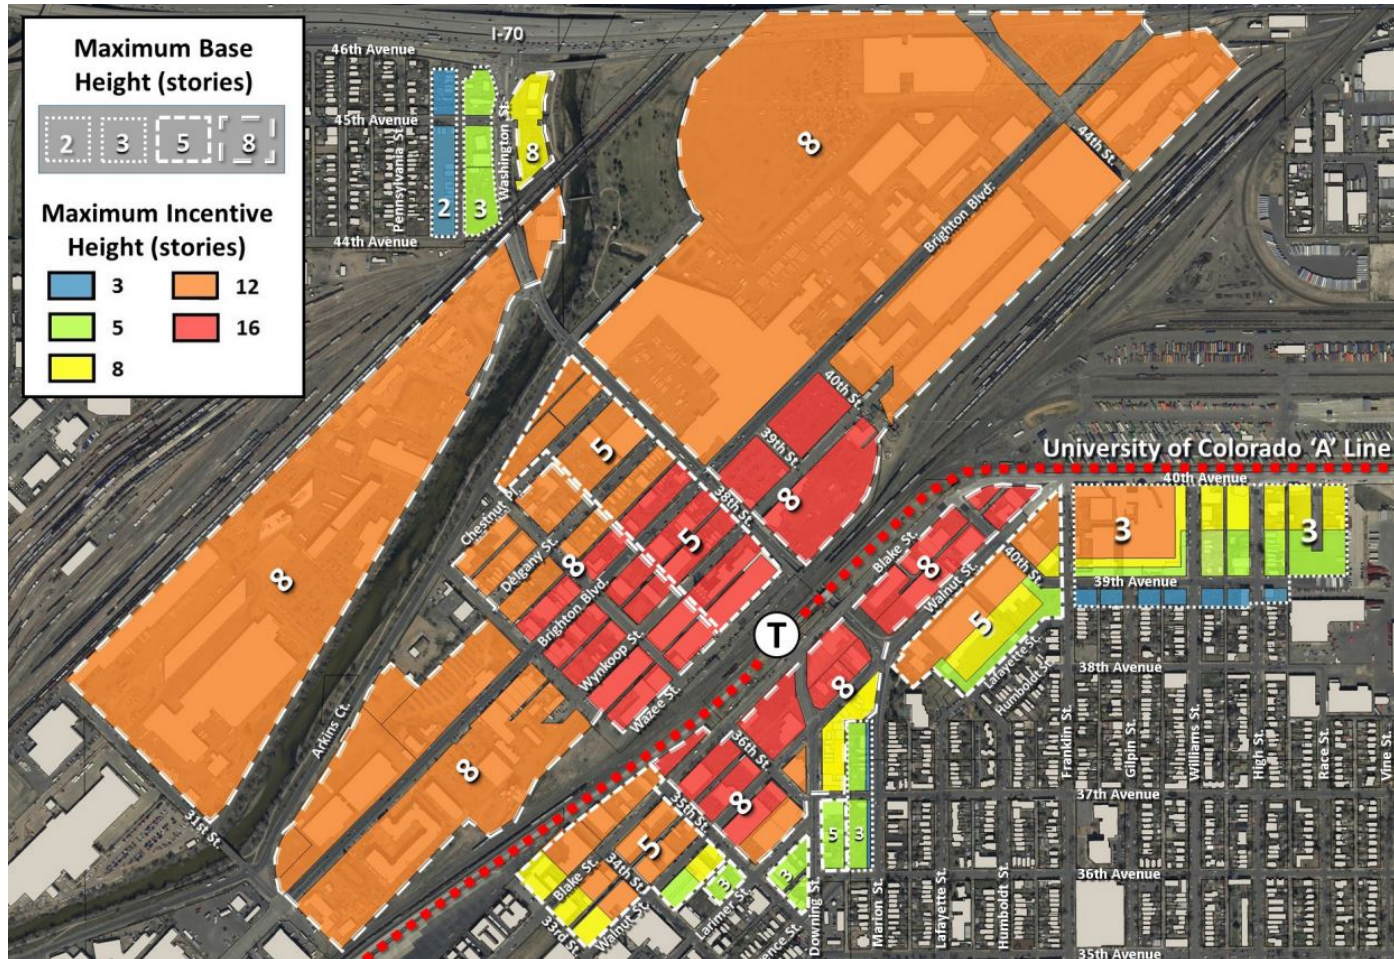 Maximum Base
Height (stories)
2 3 5 8
Maximum Incentive
Height (stories)
3 12
5 16
8
I-70
46th Avenue
45th Avenue
44th Avenue
Pennsylvania St.
Washington St.
2
3
8
8
44th St.
Brighton Blvd.
40th St.
39th St.
38th St.
8
5
5
8
Chestnut Pl.
Delgany St.
Brighton Blvd.
Wynkoop St.
Wazee St.
8
Arkins Ct.
31st St.
8
University of Colorado ‘A’ Line
40th Avenue
3
3
39th Avenue
38th Avenue
37th Avenue
36th Avenue
35th Avenue
T
Blake St.
Walnut St.
8
40th St.
5
Lafayette St.
Humboldt St.
8
36th St.
8
35th St.
5
Blake St.
34th St.
Walnut St.
33rd St.
3
Larimer St.
3
5
3
Downing St.
Marion St.
Lafayette St.
Humboldt St.
Franklin St.
Gilpin St.
Williams St.
High St.
Race St.
Vine St.